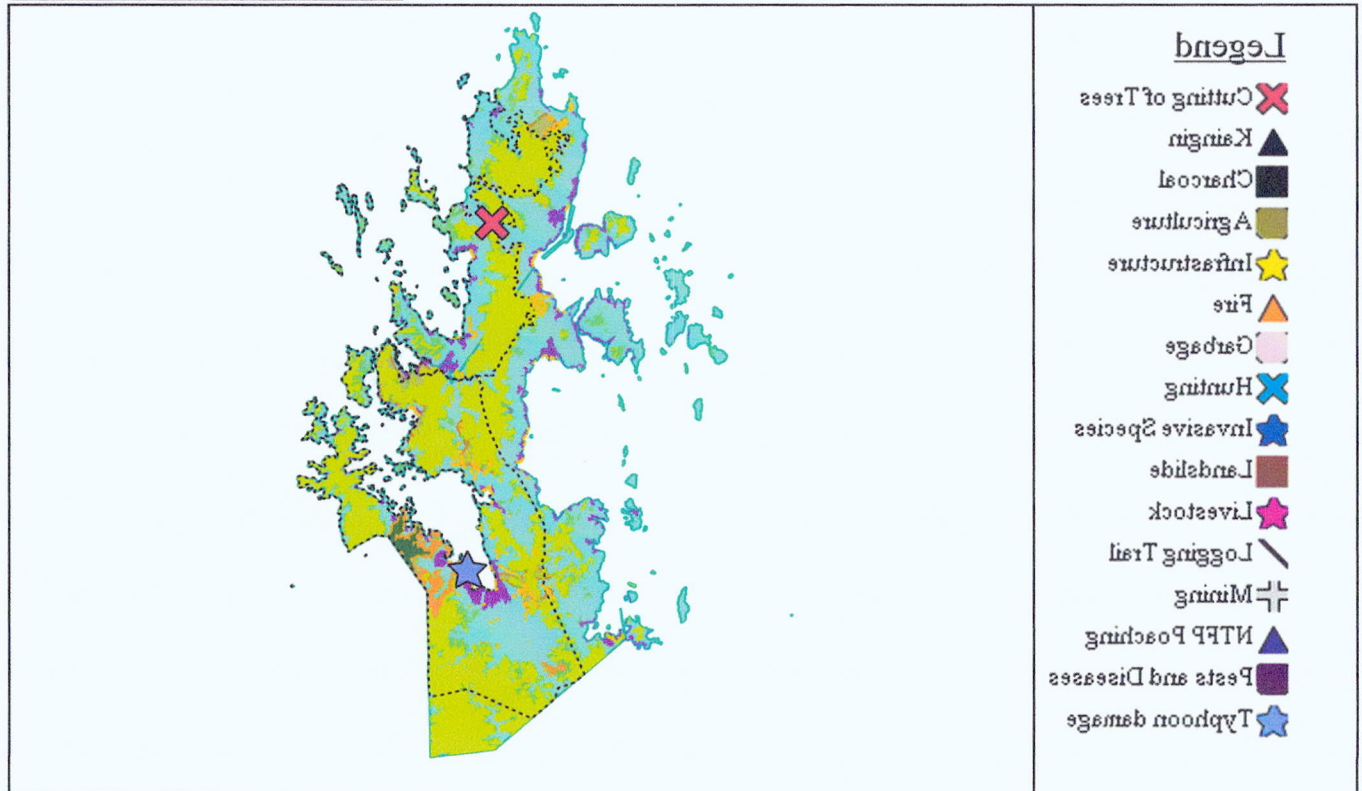 Legend
Cutting of Trees
Kaingin
Charcoal
Agriculture
Infrastructure
Fire
Garbage
Hunting
Invasive Species
Landslide
Livestock
Logging Trail
Mining
NTFP Poaching
Pests and Diseases
Typhoon damage